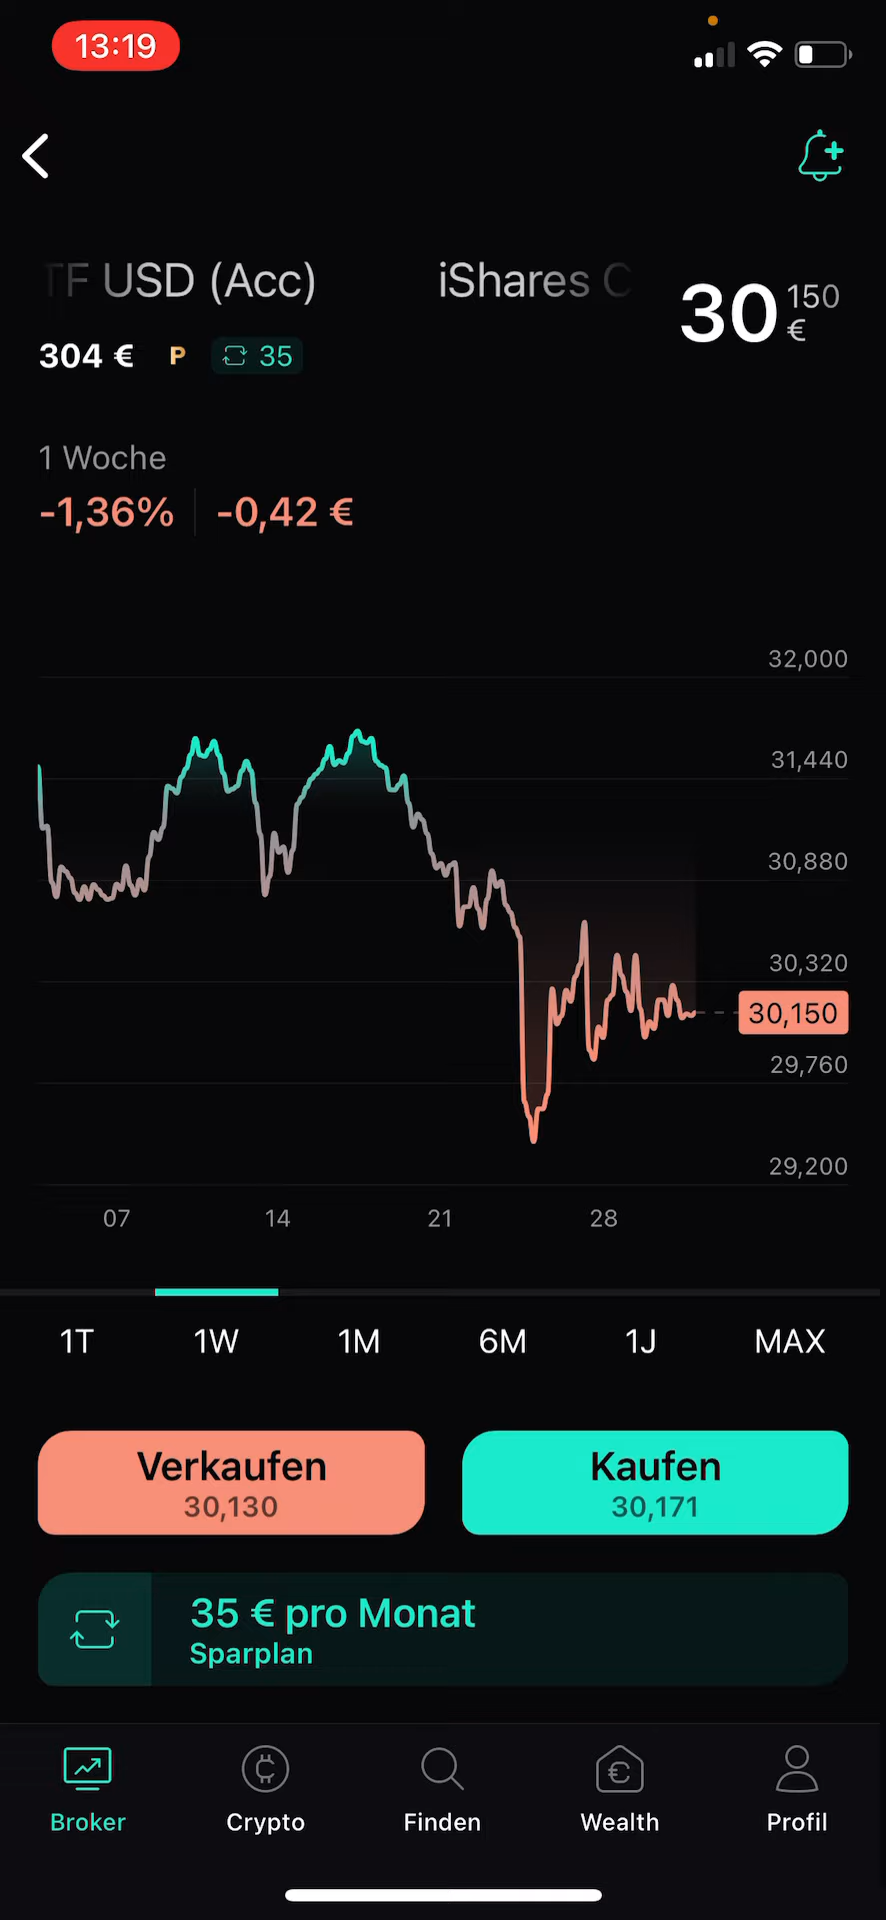 13:19
TF USD (Acc) iShares C
30 150 €
304 € P 35
1 Woche
-1,36% -0,42 €
32,000
31,440
30,880
30,320
30,150
29,760
29,200
07 14 21 28
1T 1W 1M 6M 1J MAX
Verkaufen Kaufen
30,130 30,171
35 € pro Monat
Sparplan
Broker Crypto Finden Wealth Profil